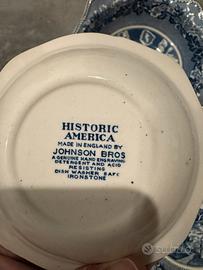 HISTORIC
AMERICA
MADE IN ENGLAND BY
JOHNSON BROS
A GENUINE HAND ENGRAVING
DETERGENT AND ACID
RESISTING
DISH WASHER SAFE
IRONSTONE
subito